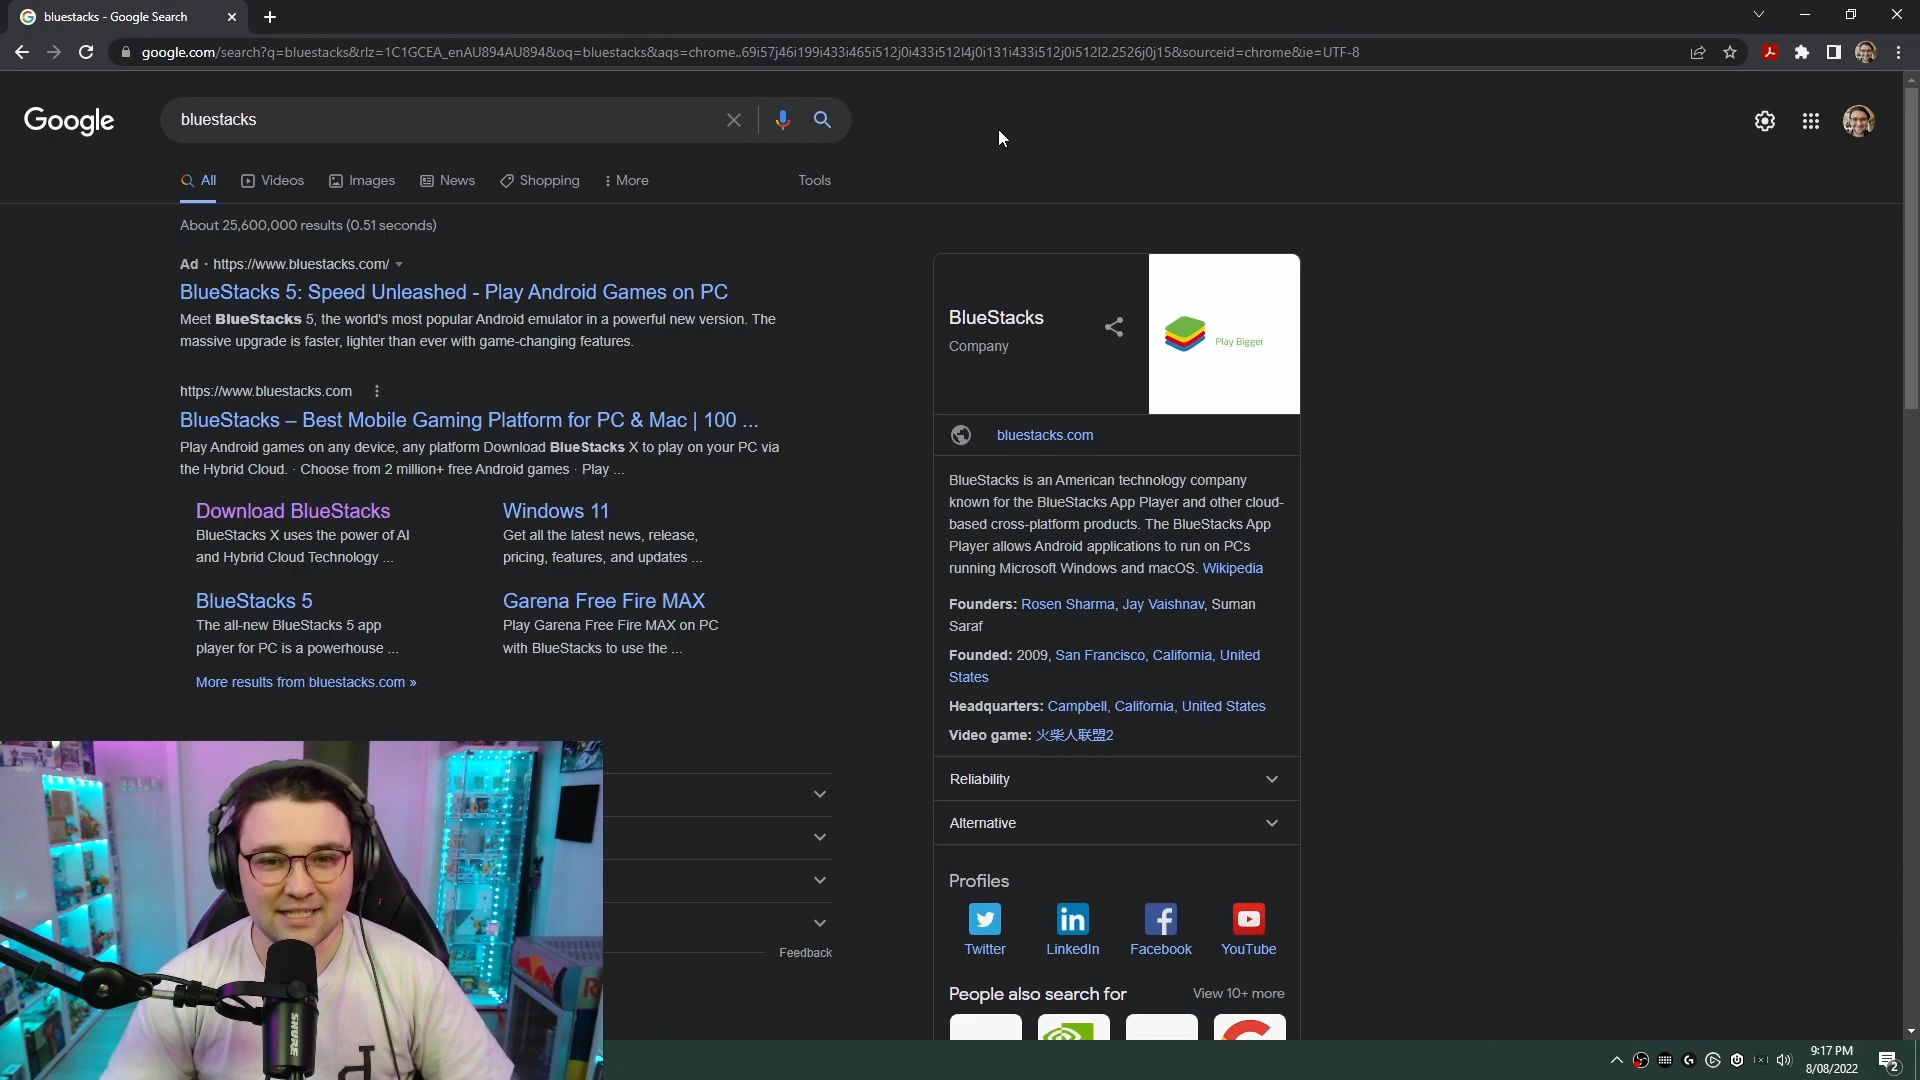 bluestacks - Google Search
google.com/search?q=bluestacks&rlz=1C1GCEA_enAU894AU894&oq=bluestacks&aqs=chrome..69i57j46i199i433i465i512j0i433i512l4j0i131i433i512j0i512l2.2526j0j15&sourceid=chrome&ie=UTF-8
Google
bluestacks
All
Videos
Images
News
Shopping
More
Tools
About 25,600,000 results (0.51 seconds)
Ad · https://www.bluestacks.com/
BlueStacks 5: Speed Unleashed - Play Android Games on PC
Meet BlueStacks 5, the world's most popular Android emulator in a powerful new version. The
massive upgrade is faster, lighter than ever with game-changing features.
https://www.bluestacks.com
BlueStacks – Best Mobile Gaming Platform for PC & Mac | 100 ...
Play Android games on any device, any platform Download BlueStacks X to play on your PC via
the Hybrid Cloud. · Choose from 2 million+ free Android games · Play ...
Download BlueStacks
BlueStacks X uses the power of AI
and Hybrid Cloud Technology ...
Windows 11
Get all the latest news, release,
pricing, features, and updates ...
BlueStacks 5
The all-new BlueStacks 5 app
player for PC is a powerhouse ...
Garena Free Fire MAX
Play Garena Free Fire MAX on PC
with BlueStacks to use the ...
More results from bluestacks.com »
Feedback
BlueStacks
Company
Play Bigger
bluestacks.com
BlueStacks is an American technology company
known for the BlueStacks App Player and other cloud-
based cross-platform products. The BlueStacks App
Player allows Android applications to run on PCs
running Microsoft Windows and macOS. Wikipedia
Founders: Rosen Sharma, Jay Vaishnav, Suman
Saraf
Founded: 2009, San Francisco, California, United
States
Headquarters: Campbell, California, United States
Video game: 火柴人联盟2
Reliability
Alternative
Profiles
Twitter
LinkedIn
Facebook
YouTube
People also search for
View 10+ more
SHURE
9:17 PM
8/08/2022
2